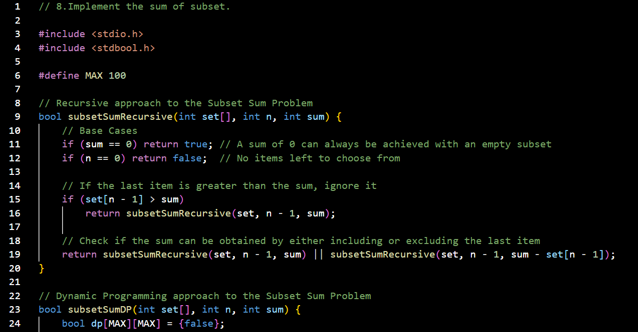 1 // 8.Implement the sum of subset.
2
3 #include <stdio.h>
4 #include <stdbool.h>
5
6 #define MAX 100
7
8 // Recursive approach to the Subset Sum Problem
9 bool subsetSumRecursive(int set[], int n, int sum) {
10     // Base Cases
11     if (sum == 0) return true; // A sum of 0 can always be achieved with an empty subset
12     if (n == 0) return false;  // No items left to choose from
13
14     // If the last item is greater than the sum, ignore it
15     if (set[n - 1] > sum)
16         return subsetSumRecursive(set, n - 1, sum);
17
18     // Check if the sum can be obtained by either including or excluding the last item
19     return subsetSumRecursive(set, n - 1, sum) || subsetSumRecursive(set, n - 1, sum - set[n - 1]);
20 }
21
22 // Dynamic Programming approach to the Subset Sum Problem
23 bool subsetSumDP(int set[], int n, int sum) {
24     bool dp[MAX][MAX] = {false};